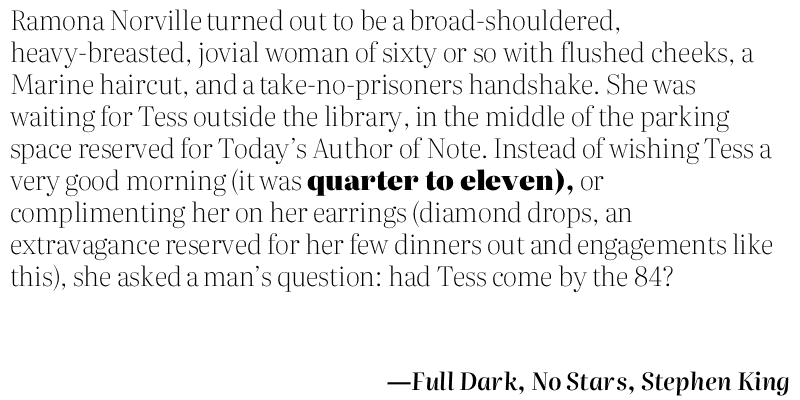 Ramona Norville turned out to be a broad-shouldered,
heavy-breasted, jovial woman of sixty or so with flushed cheeks, a
Marine haircut, and a take-no-prisoners handshake. She was
waiting for Tess outside the library, in the middle of the parking
space reserved for Today’s Author of Note. Instead of wishing Tess a
very good morning (it was quarter to eleven), or
complimenting her on her earrings (diamond drops, an
extravagance reserved for her few dinners out and engagements like
this), she asked a man’s question: had Tess come by the 84?
—Full Dark, No Stars, Stephen King